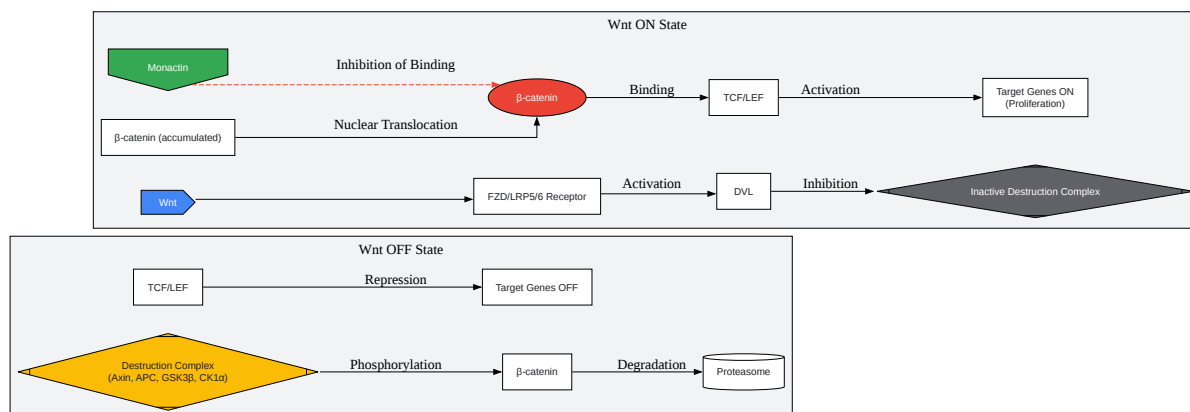 Wnt ON State
Monactin
Inhibition of Binding
β-catenin
Binding
TCF/LEF
Activation
Target Genes ON
(Proliferation)
β-catenin (accumulated)
Nuclear Translocation
Wnt
FZD/LRP5/6 Receptor
Activation
DVL
Inhibition
Inactive Destruction Complex
Wnt OFF State
TCF/LEF
Repression
Target Genes OFF
Destruction Complex
(Axin, APC, GSK3β, CK1α)
Phosphorylation
β-catenin
Degradation
Proteasome